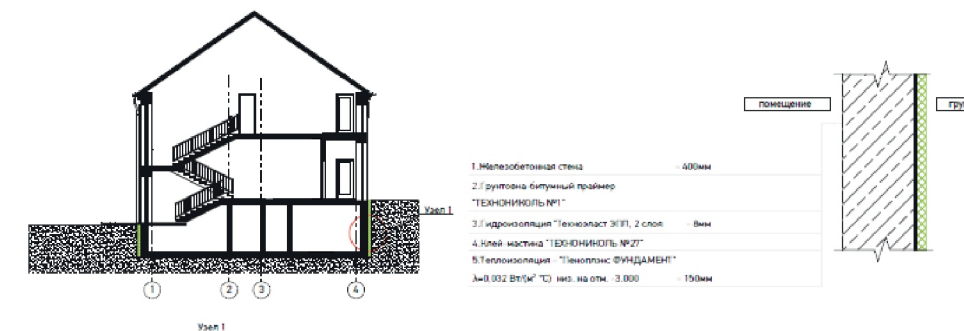 помещение
гру
1.Железобетонная стена - 400мм
2.Грунтовка битумный праймер
"ТЕХНОНИКОЛЬ №1"
3.Гидроизоляция "Техноэласт ЭПП, 2 слоя - 8мм
4.Клей-мастика "ТЕХНОНИКОЛЬ №27"
5.Теплоизоляция - "Пеноплэкс ФУНДАМЕНТ"
λ=0.032 Вт/(м² °С) низ. на отм. -3.000 - 150мм
Узел 1
1 2 3 4
Узел 1